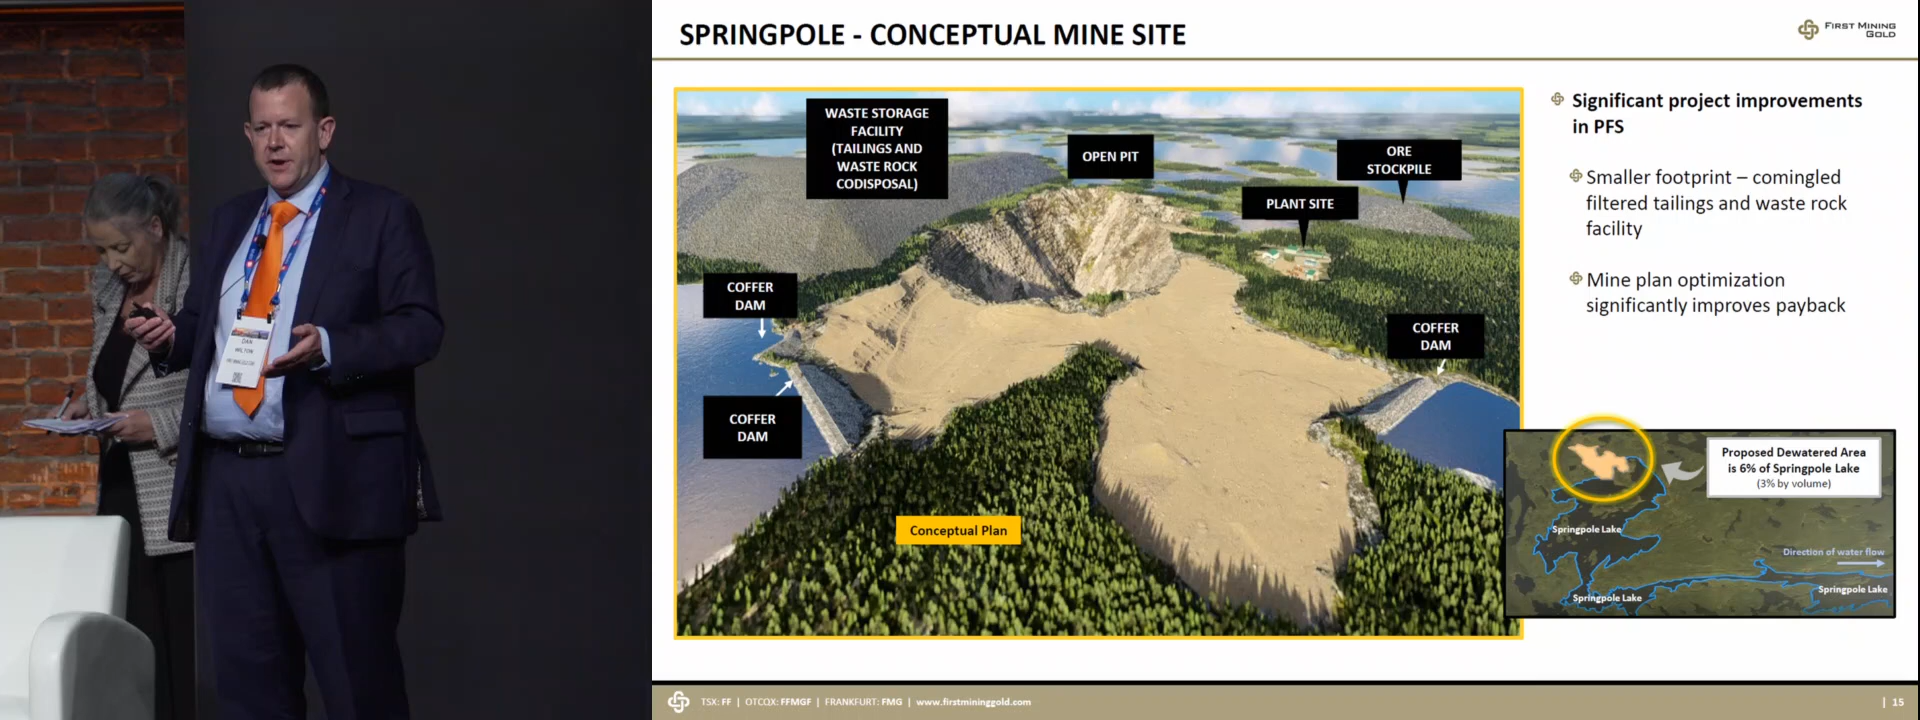 SPRINGPOLE - CONCEPTUAL MINE SITE
FIRST MINING
GOLD
WASTE STORAGE
FACILITY
(TAILINGS AND
WASTE ROCK
CODISPOSAL)
OPEN PIT
ORE
STOCKPILE
PLANT SITE
COFFER
DAM
COFFER
DAM
COFFER
DAM
Conceptual Plan
Significant project improvements
in PFS
Smaller footprint – comingled
filtered tailings and waste rock
facility
Mine plan optimization
significantly improves payback
Proposed Dewatered Area
is 6% of Springpole Lake
(3% by volume)
Springpole Lake
Direction of water flow
Springpole Lake
Springpole Lake
DAN
TSX: FF | OTCQX: FFMGF | FRANKFURT: FMG | www.firstmininggold.com
| 15